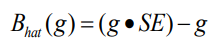 B_hat(g) = (g • SE) − g